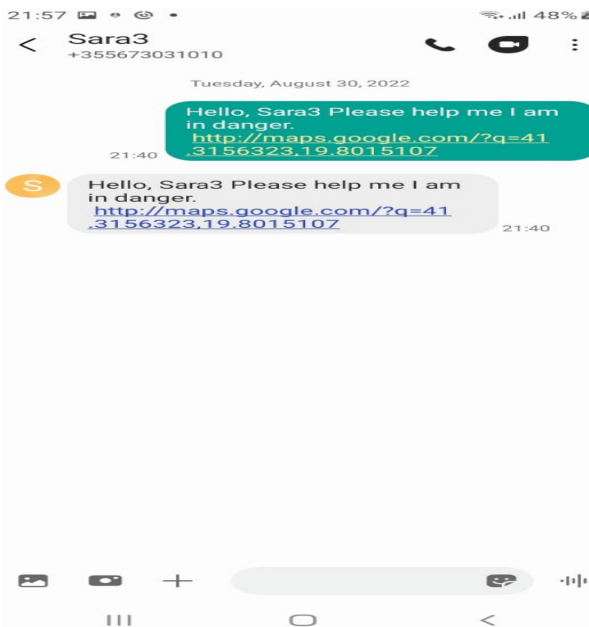 21:57
48%
Sara3
+355673031010
Tuesday, August 30, 2022
Hello, Sara3 Please help me I am
in danger.
http://maps.google.com/?q=41
.3156323,19.8015107
21:40
S
Hello, Sara3 Please help me I am
in danger.
http://maps.google.com/?q=41
.3156323,19.8015107
21:40